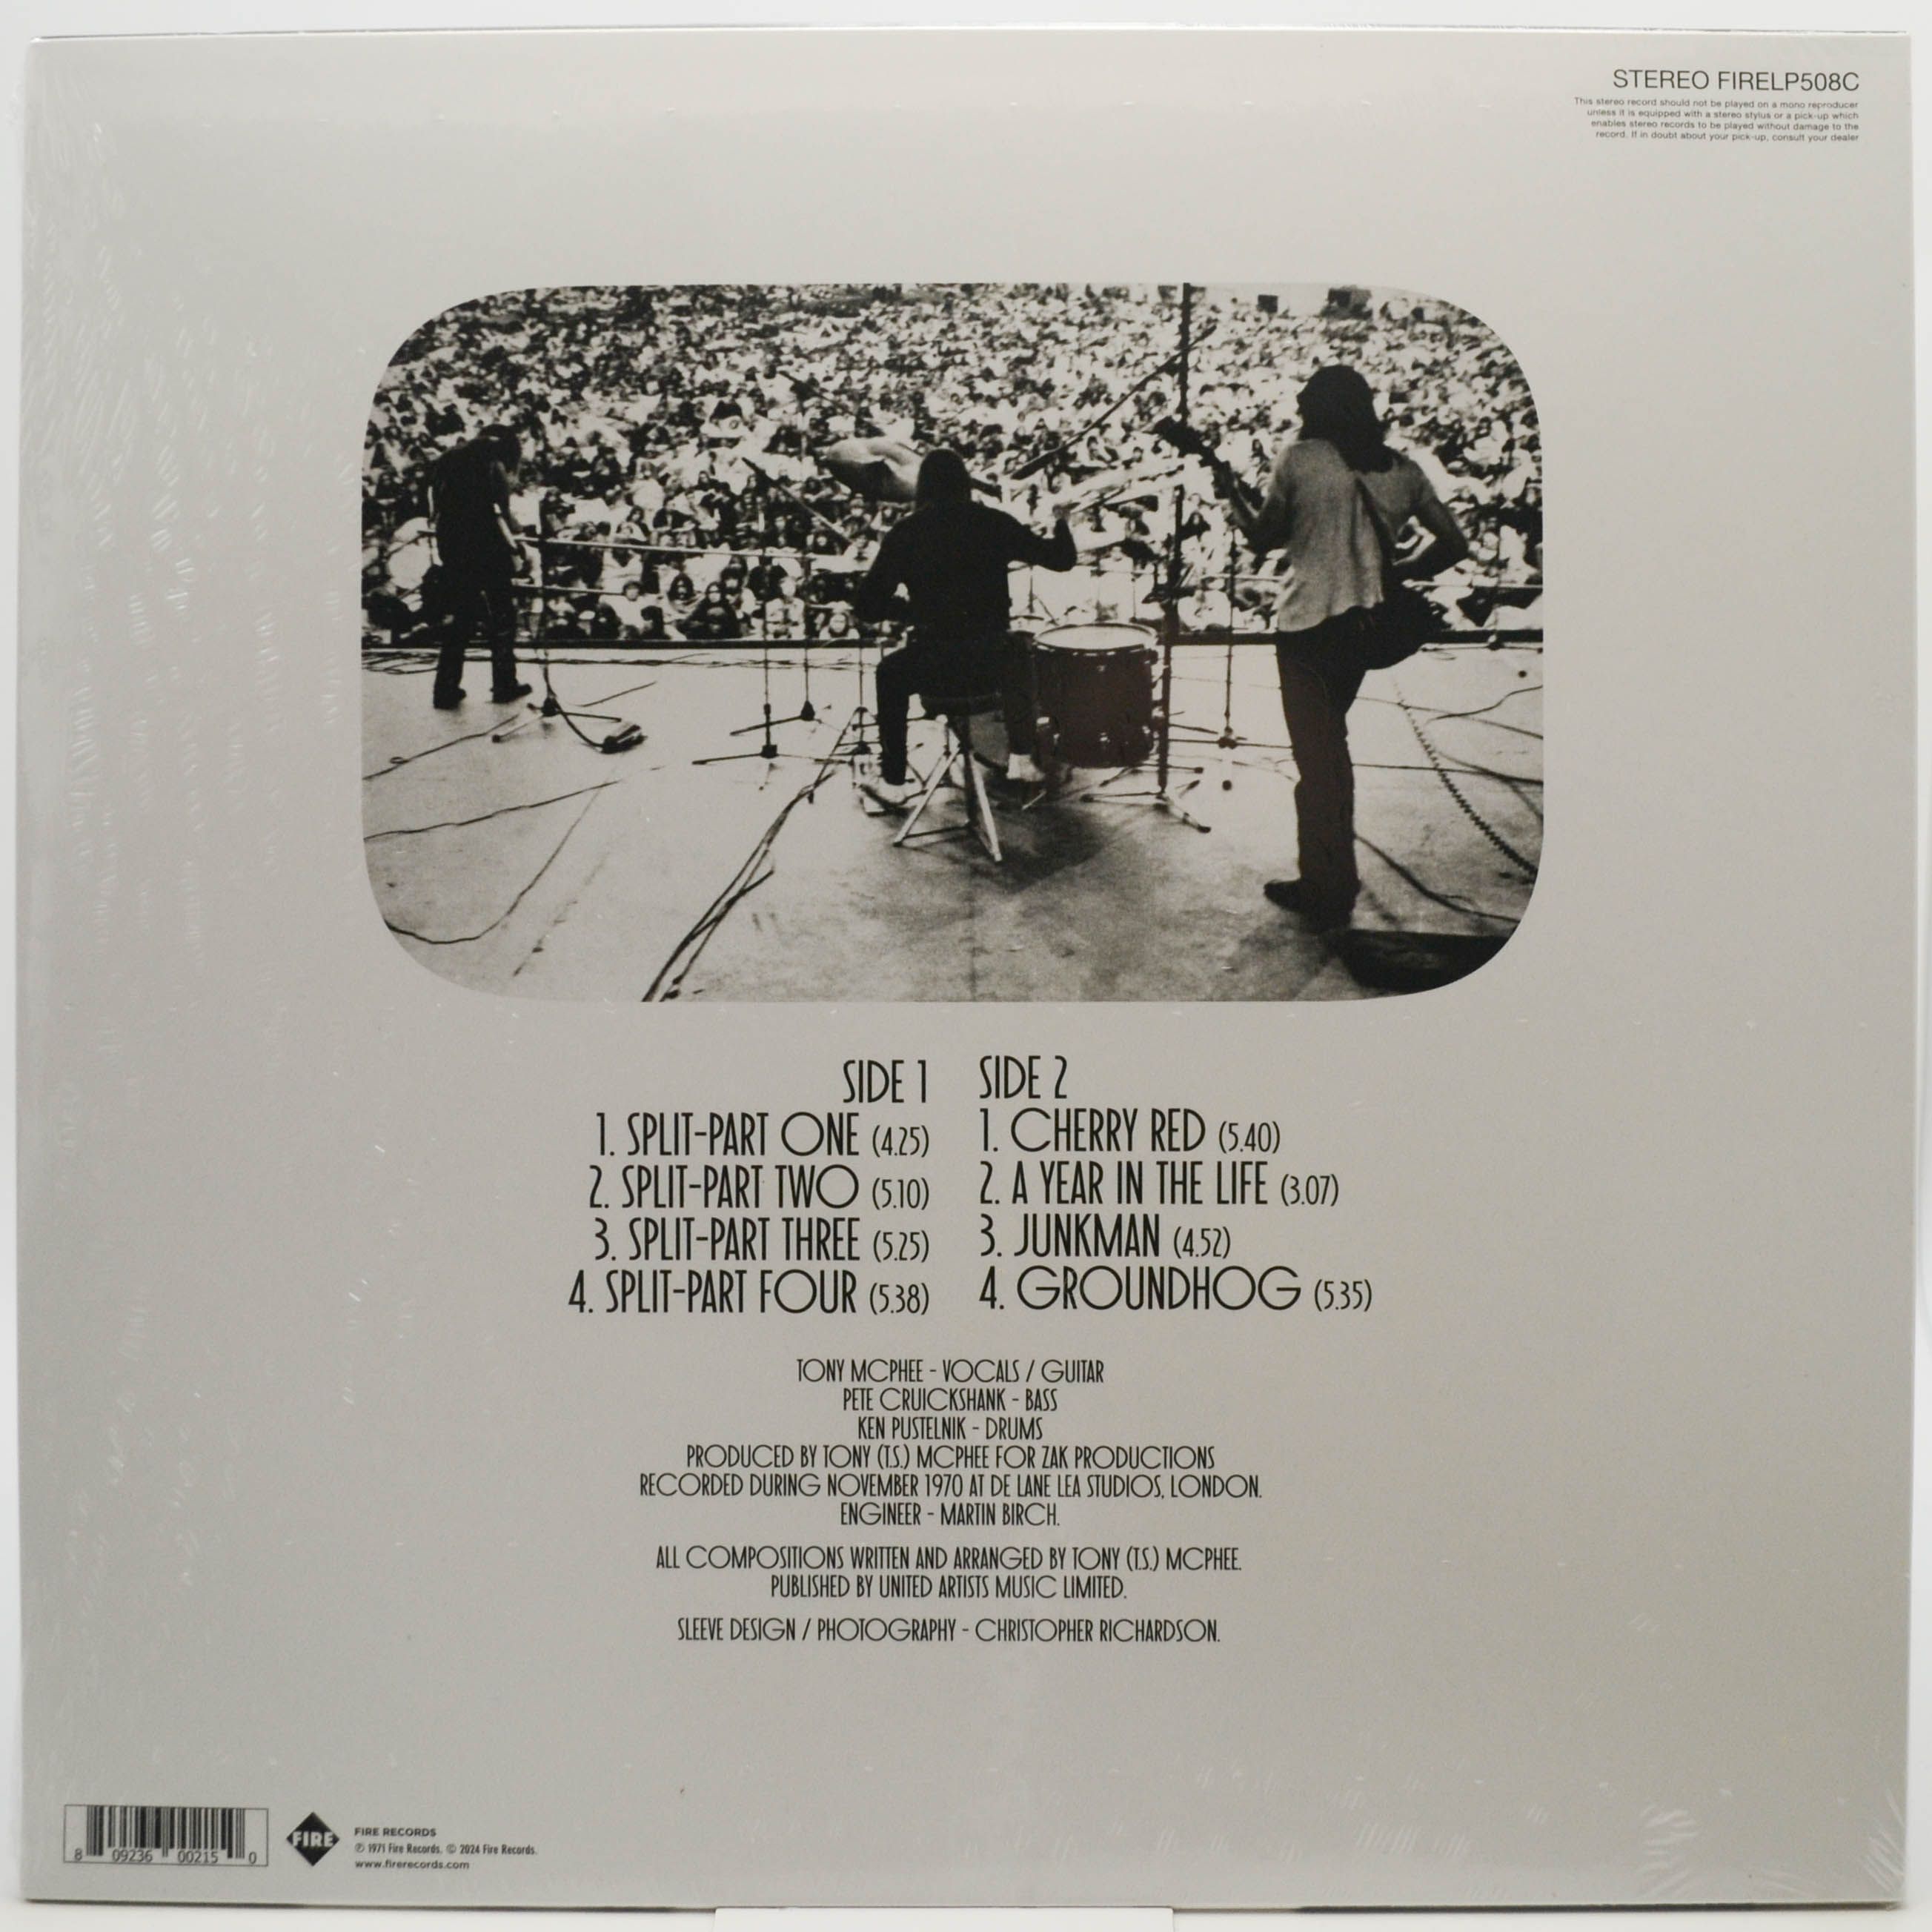 STEREO FIRELP508C
This stereo record should not be played on a mono reproducer
unless it is equipped with a stereo stylus or a pick-up which
enables stereo records to be played without damage to the
record. If in doubt about your pick-up, consult your dealer
SIDE 1
1. SPLIT-PART ONE (4.25)
2. SPLIT-PART TWO (5.10)
3. SPLIT-PART THREE (5.25)
4. SPLIT-PART FOUR (5.38)
SIDE 2
1. CHERRY RED (5.40)
2. A YEAR IN THE LIFE (3.07)
3. JUNKMAN (4.52)
4. GROUNDHOG (5.35)
TONY MCPHEE - VOCALS / GUITAR
PETE CRUICKSHANK - BASS
KEN PUSTELNIK - DRUMS
PRODUCED BY TONY (T.S.) MCPHEE FOR ZAK PRODUCTIONS
RECORDED DURING NOVEMBER 1970 AT DE LANE LEA STUDIOS, LONDON.
ENGINEER - MARTIN BIRCH.
ALL COMPOSITIONS WRITTEN AND ARRANGED BY TONY (T.S.) MCPHEE.
PUBLISHED BY UNITED ARTISTS MUSIC LIMITED.
SLEEVE DESIGN / PHOTOGRAPHY - CHRISTOPHER RICHARDSON.
8 09236 00215 0
FIRE
FIRE RECORDS
℗ 1971 Fire Records. © 2024 Fire Records.
www.firerecords.com